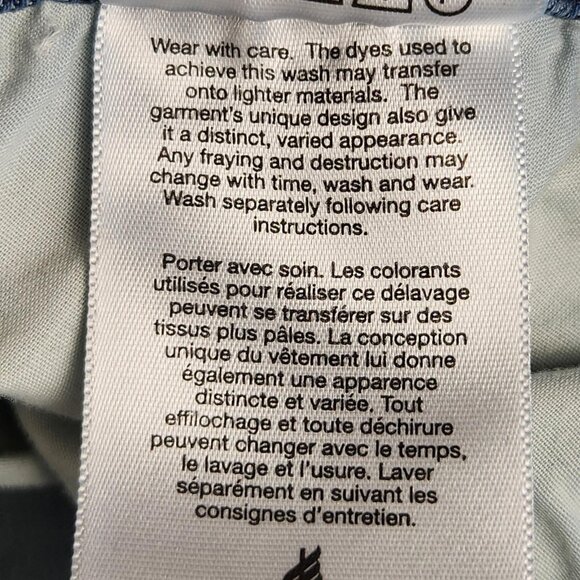 Wear with care. The dyes used to
achieve this wash may transfer
onto lighter materials. The
garment's unique design also give
it a distinct, varied appearance.
Any fraying and destruction may
change with time, wash and wear.
Wash separately following care
instructions.
Porter avec soin. Les colorants
utilisés pour réaliser ce délavage
peuvent se transférer sur des
tissus plus pâles. La conception
unique du vêtement lui donne
également une apparence
distincte et variée. Tout
effilochage et toute déchirure
peuvent changer avec le temps,
le lavage et l'usure. Laver
séparément en suivant les
consignes d'entretien.